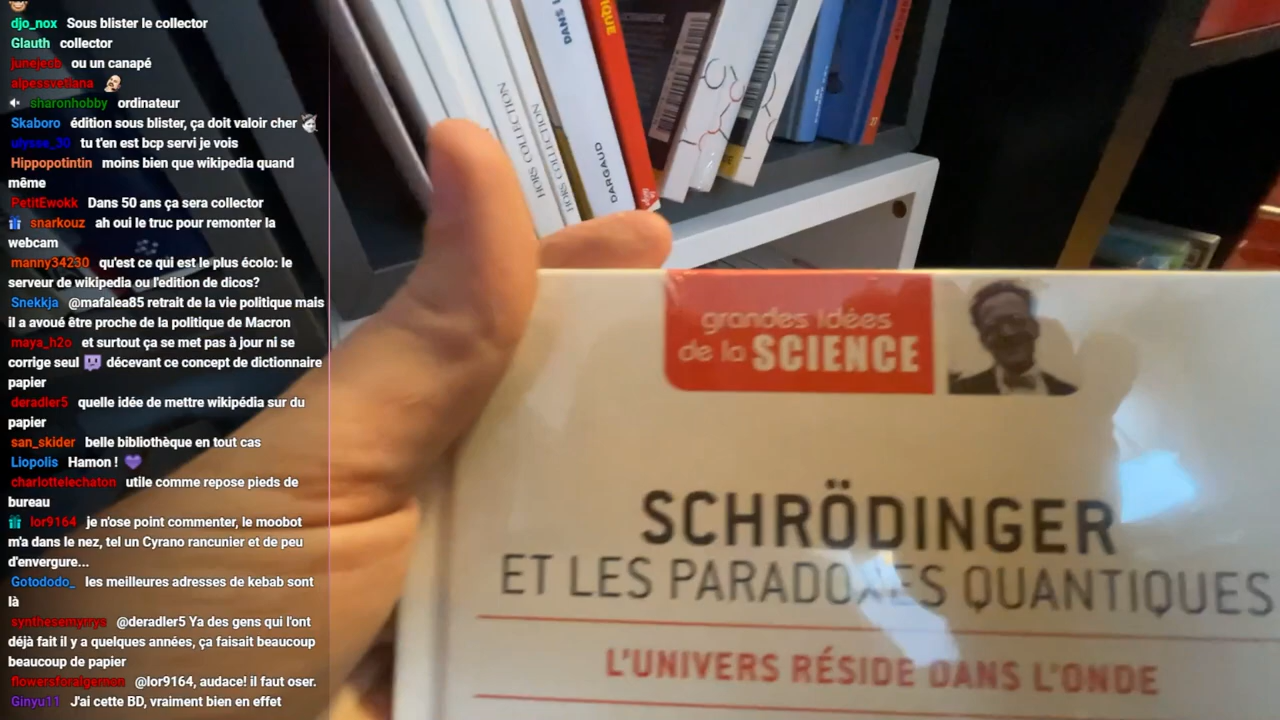 djo_nox Sous blister le collector
Glauth collector
junejecb ou un canapé
alpessvetlana
sharonhobby ordinateur
Skaboro édition sous blister, ça doit valoir cher
ulysse_30 tu t'en est bcp servi je vois
Hippopotintin moins bien que wikipedia quand
même
PetitEwokk Dans 50 ans ça sera collector
snarkouz ah oui le truc pour remonter la
webcam
manny34230 qu'est ce qui est le plus écolo: le
serveur de wikipedia ou l'edition de dicos?
Snekkja @mafalea85 retrait de la vie politique mais
il a avoué être proche de la politique de Macron
maya_h2o et surtout ça se met pas à jour ni se
corrige seul décevant ce concept de dictionnaire
papier
deradler5 quelle idée de mettre wikipédia sur du
papier
san_skider belle bibliothèque en tout cas
Liopolis Hamon !
charlottelechaton utile comme repose pieds de
bureau
lor9164 je n'ose point commenter, le moobot
m'a dans le nez, tel un Cyrano rancunier et de peu
d'envergure...
Gotododo_ les meilleures adresses de kebab sont
là
synthesemyrrys @deradler5 Ya des gens qui l'ont
déjà fait il y a quelques années, ça faisait beaucoup
beaucoup de papier
flowersforalgernon @lor9164, audace! il faut oser.
Ginyu11 J'ai cette BD, vraiment bien en effet
HORS COLLECTION
HORS COLLECTION
DANS
DARGAUD
grandes idées
de la SCIENCE
SCHRÖDINGER
ET LES PARADOXES QUANTIQUES
L'UNIVERS RÉSIDE DANS L'ONDE